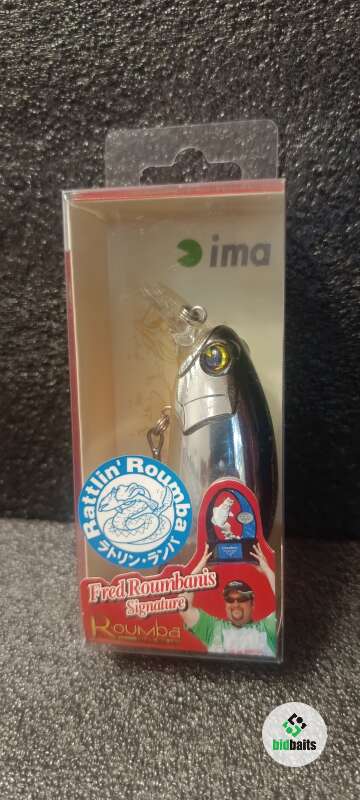 ima
Rattlin' Roumba
ラトリン・ランバ
Fred Roumbanis
Signature
Roumba
bidbaits